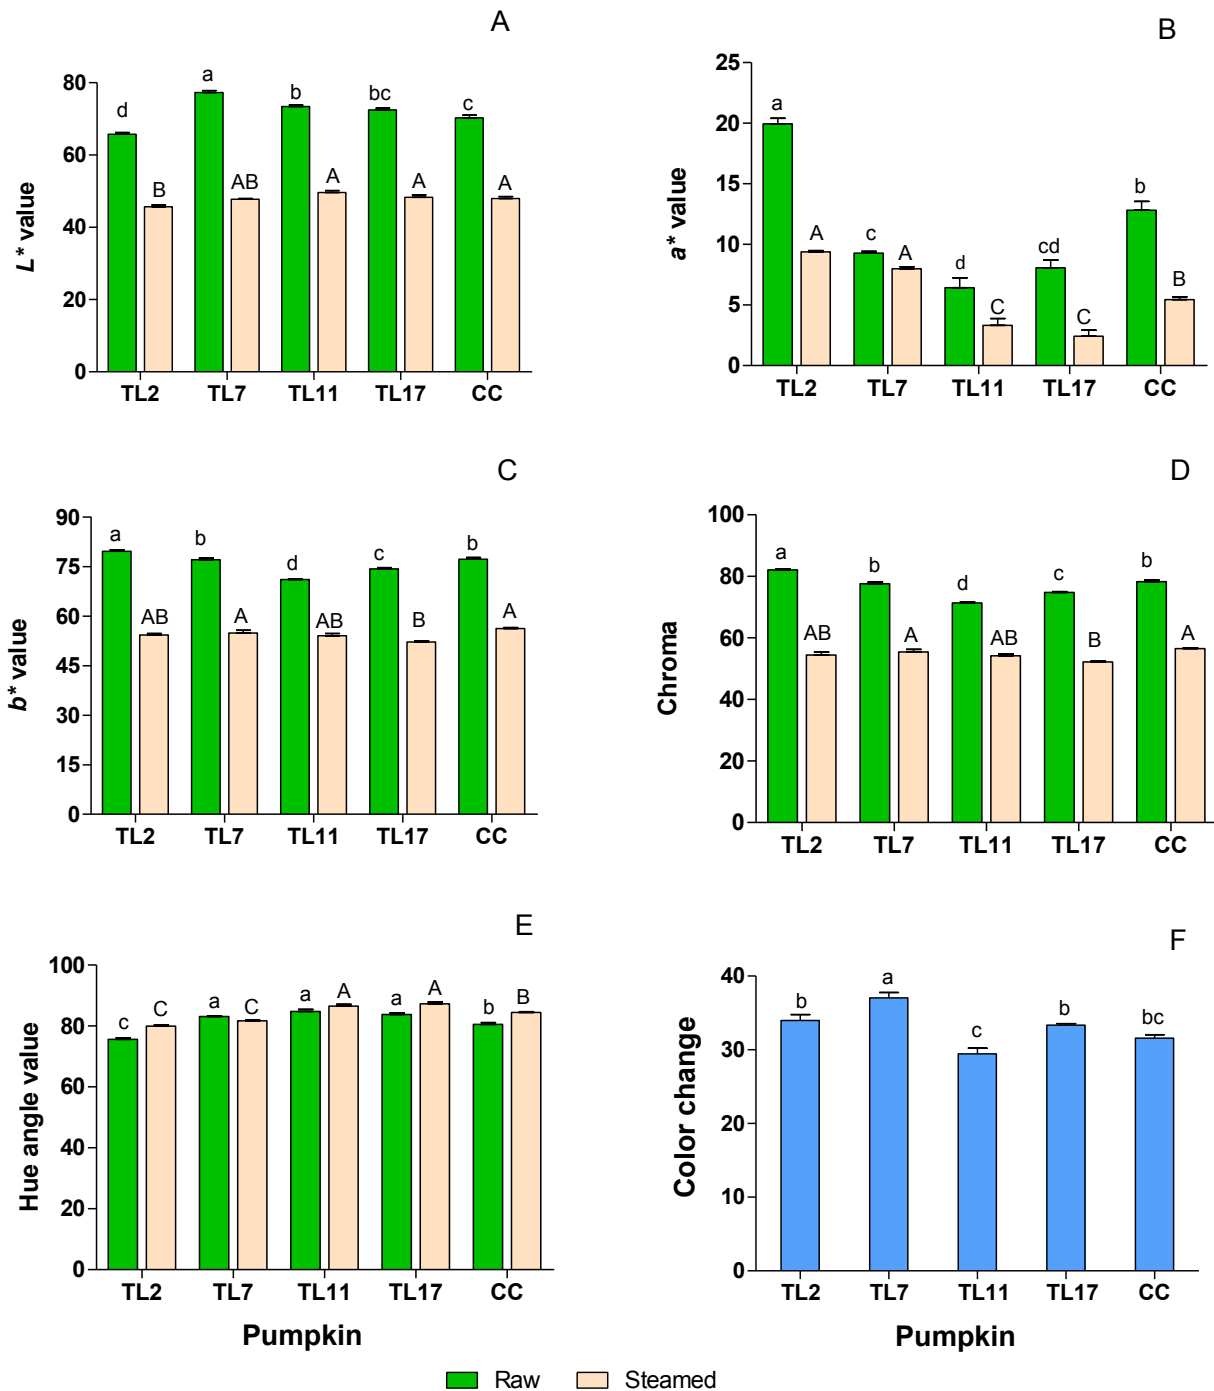 A
L* value
80
60
40
20
0
d
a
b
bc
c
B
AB
A
A
A
TL2 TL7 TL11 TL17 CC
B
a* value
25
20
15
10
5
0
a
c
d
cd
b
A
A
C
C
B
TL2 TL7 TL11 TL17 CC
C
b* value
90
75
60
45
30
15
0
a
b
d
c
b
AB
A
AB
B
A
TL2 TL7 TL11 TL17 CC
D
Chroma
100
80
60
40
20
0
a
b
d
c
b
AB
A
AB
B
A
TL2 TL7 TL11 TL17 CC
E
Hue angle value
100
80
60
40
20
0
c
a
a
a
b
C
C
A
A
B
TL2 TL7 TL11 TL17 CC
Pumpkin
F
Color change
40
30
20
10
0
b
a
c
b
bc
TL2 TL7 TL11 TL17 CC
Pumpkin
Raw Steamed